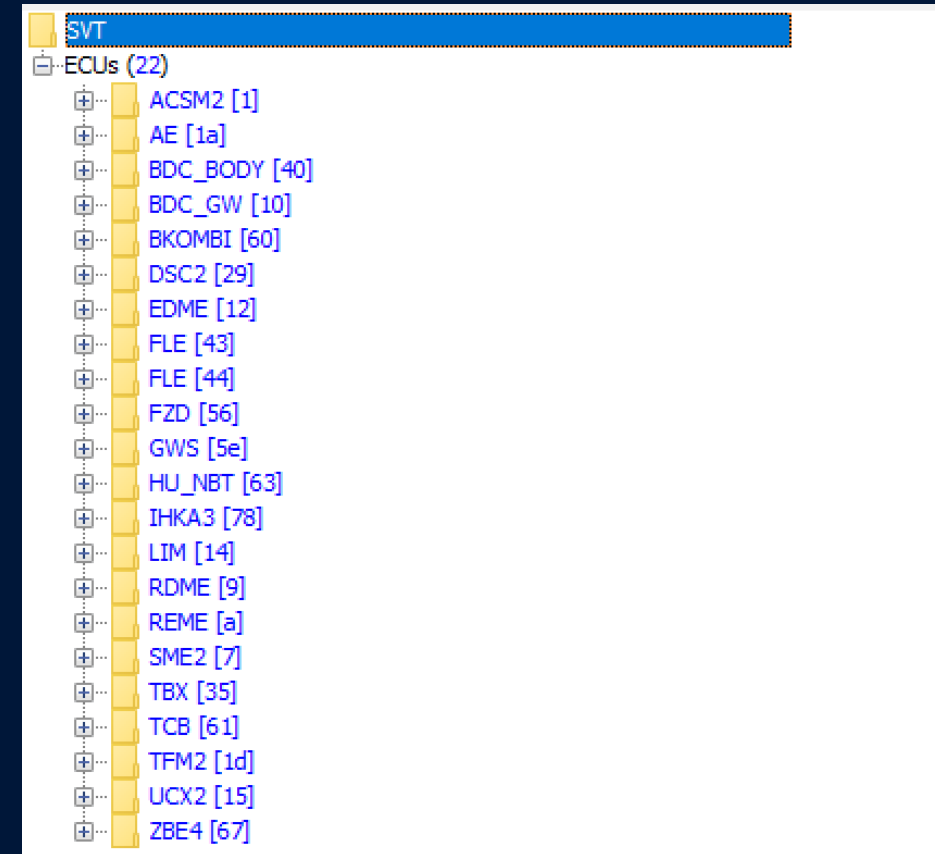 SVT
ECUs (22)
ACSM2 [1]
AE [1a]
BDC_BODY [40]
BDC_GW [10]
BKOMBI [60]
DSC2 [29]
EDME [12]
FLE [43]
FLE [44]
FZD [56]
GWS [5e]
HU_NBT [63]
IHKA3 [78]
LIM [14]
RDME [9]
REME [a]
SME2 [7]
TBX [35]
TCB [61]
TFM2 [1d]
UCX2 [15]
ZBE4 [67]